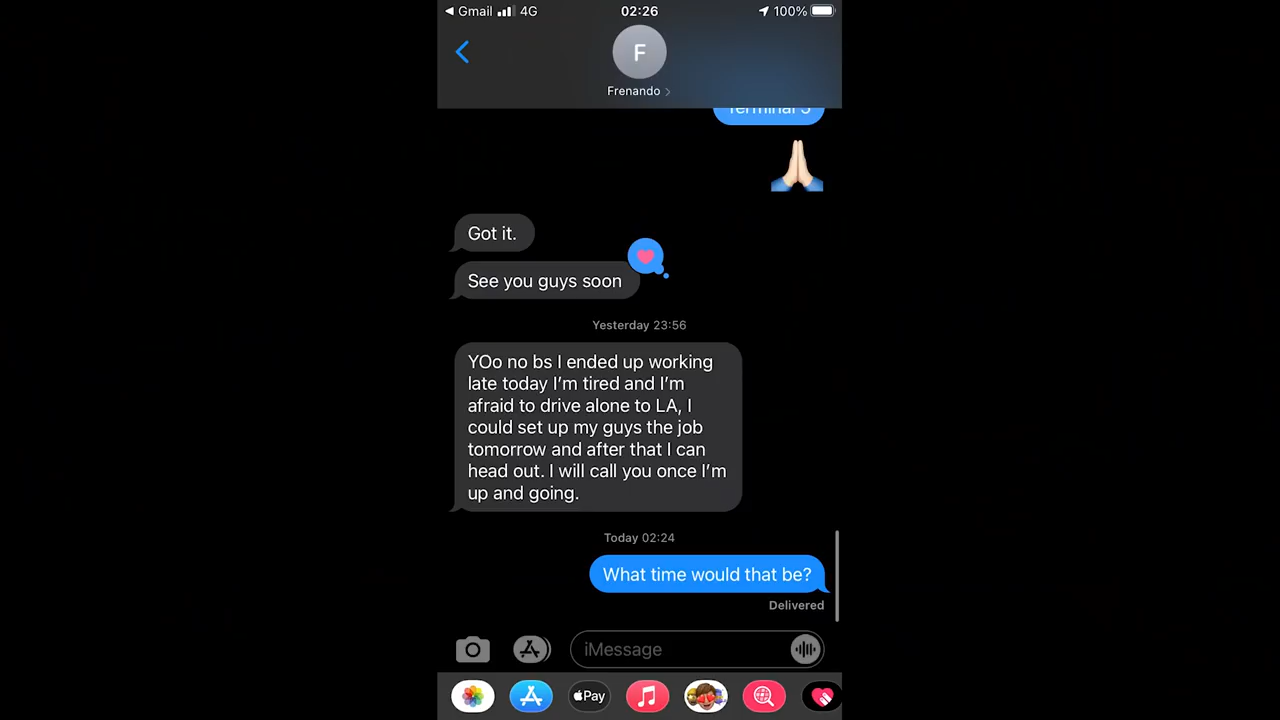 Gmail 4G 02:26 100%
F
Frenando
Terminal 5
Got it.
See you guys soon
Yesterday 23:56
YOo no bs I ended up working
late today I'm tired and I'm
afraid to drive alone to LA, I
could set up my guys the job
tomorrow and after that I can
head out. I will call you once I'm
up and going.
Today 02:24
What time would that be?
Delivered
iMessage
Pay